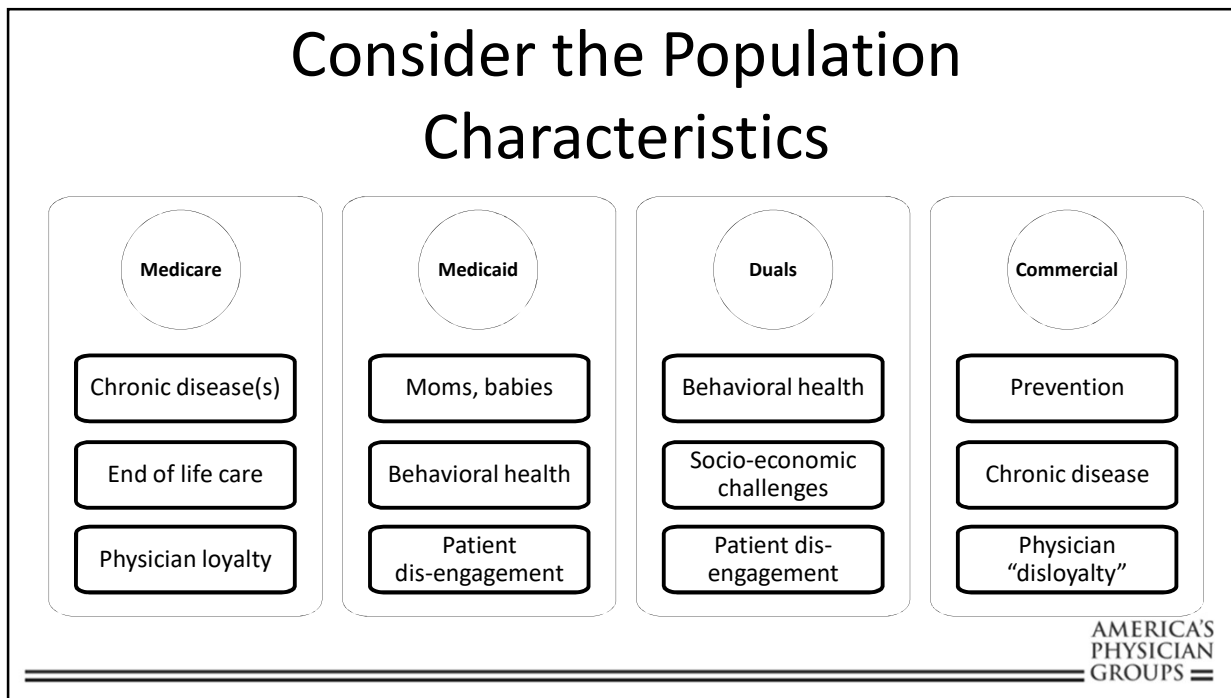 Consider the Population
Characteristics
Medicare
Chronic disease(s)
End of life care
Physician loyalty
Medicaid
Moms, babies
Behavioral health
Patient
dis-engagement
Duals
Behavioral health
Socio-economic
challenges
Patient dis-
engagement
Commercial
Prevention
Chronic disease
Physician
“disloyalty”
AMERICA'S
PHYSICIAN
GROUPS